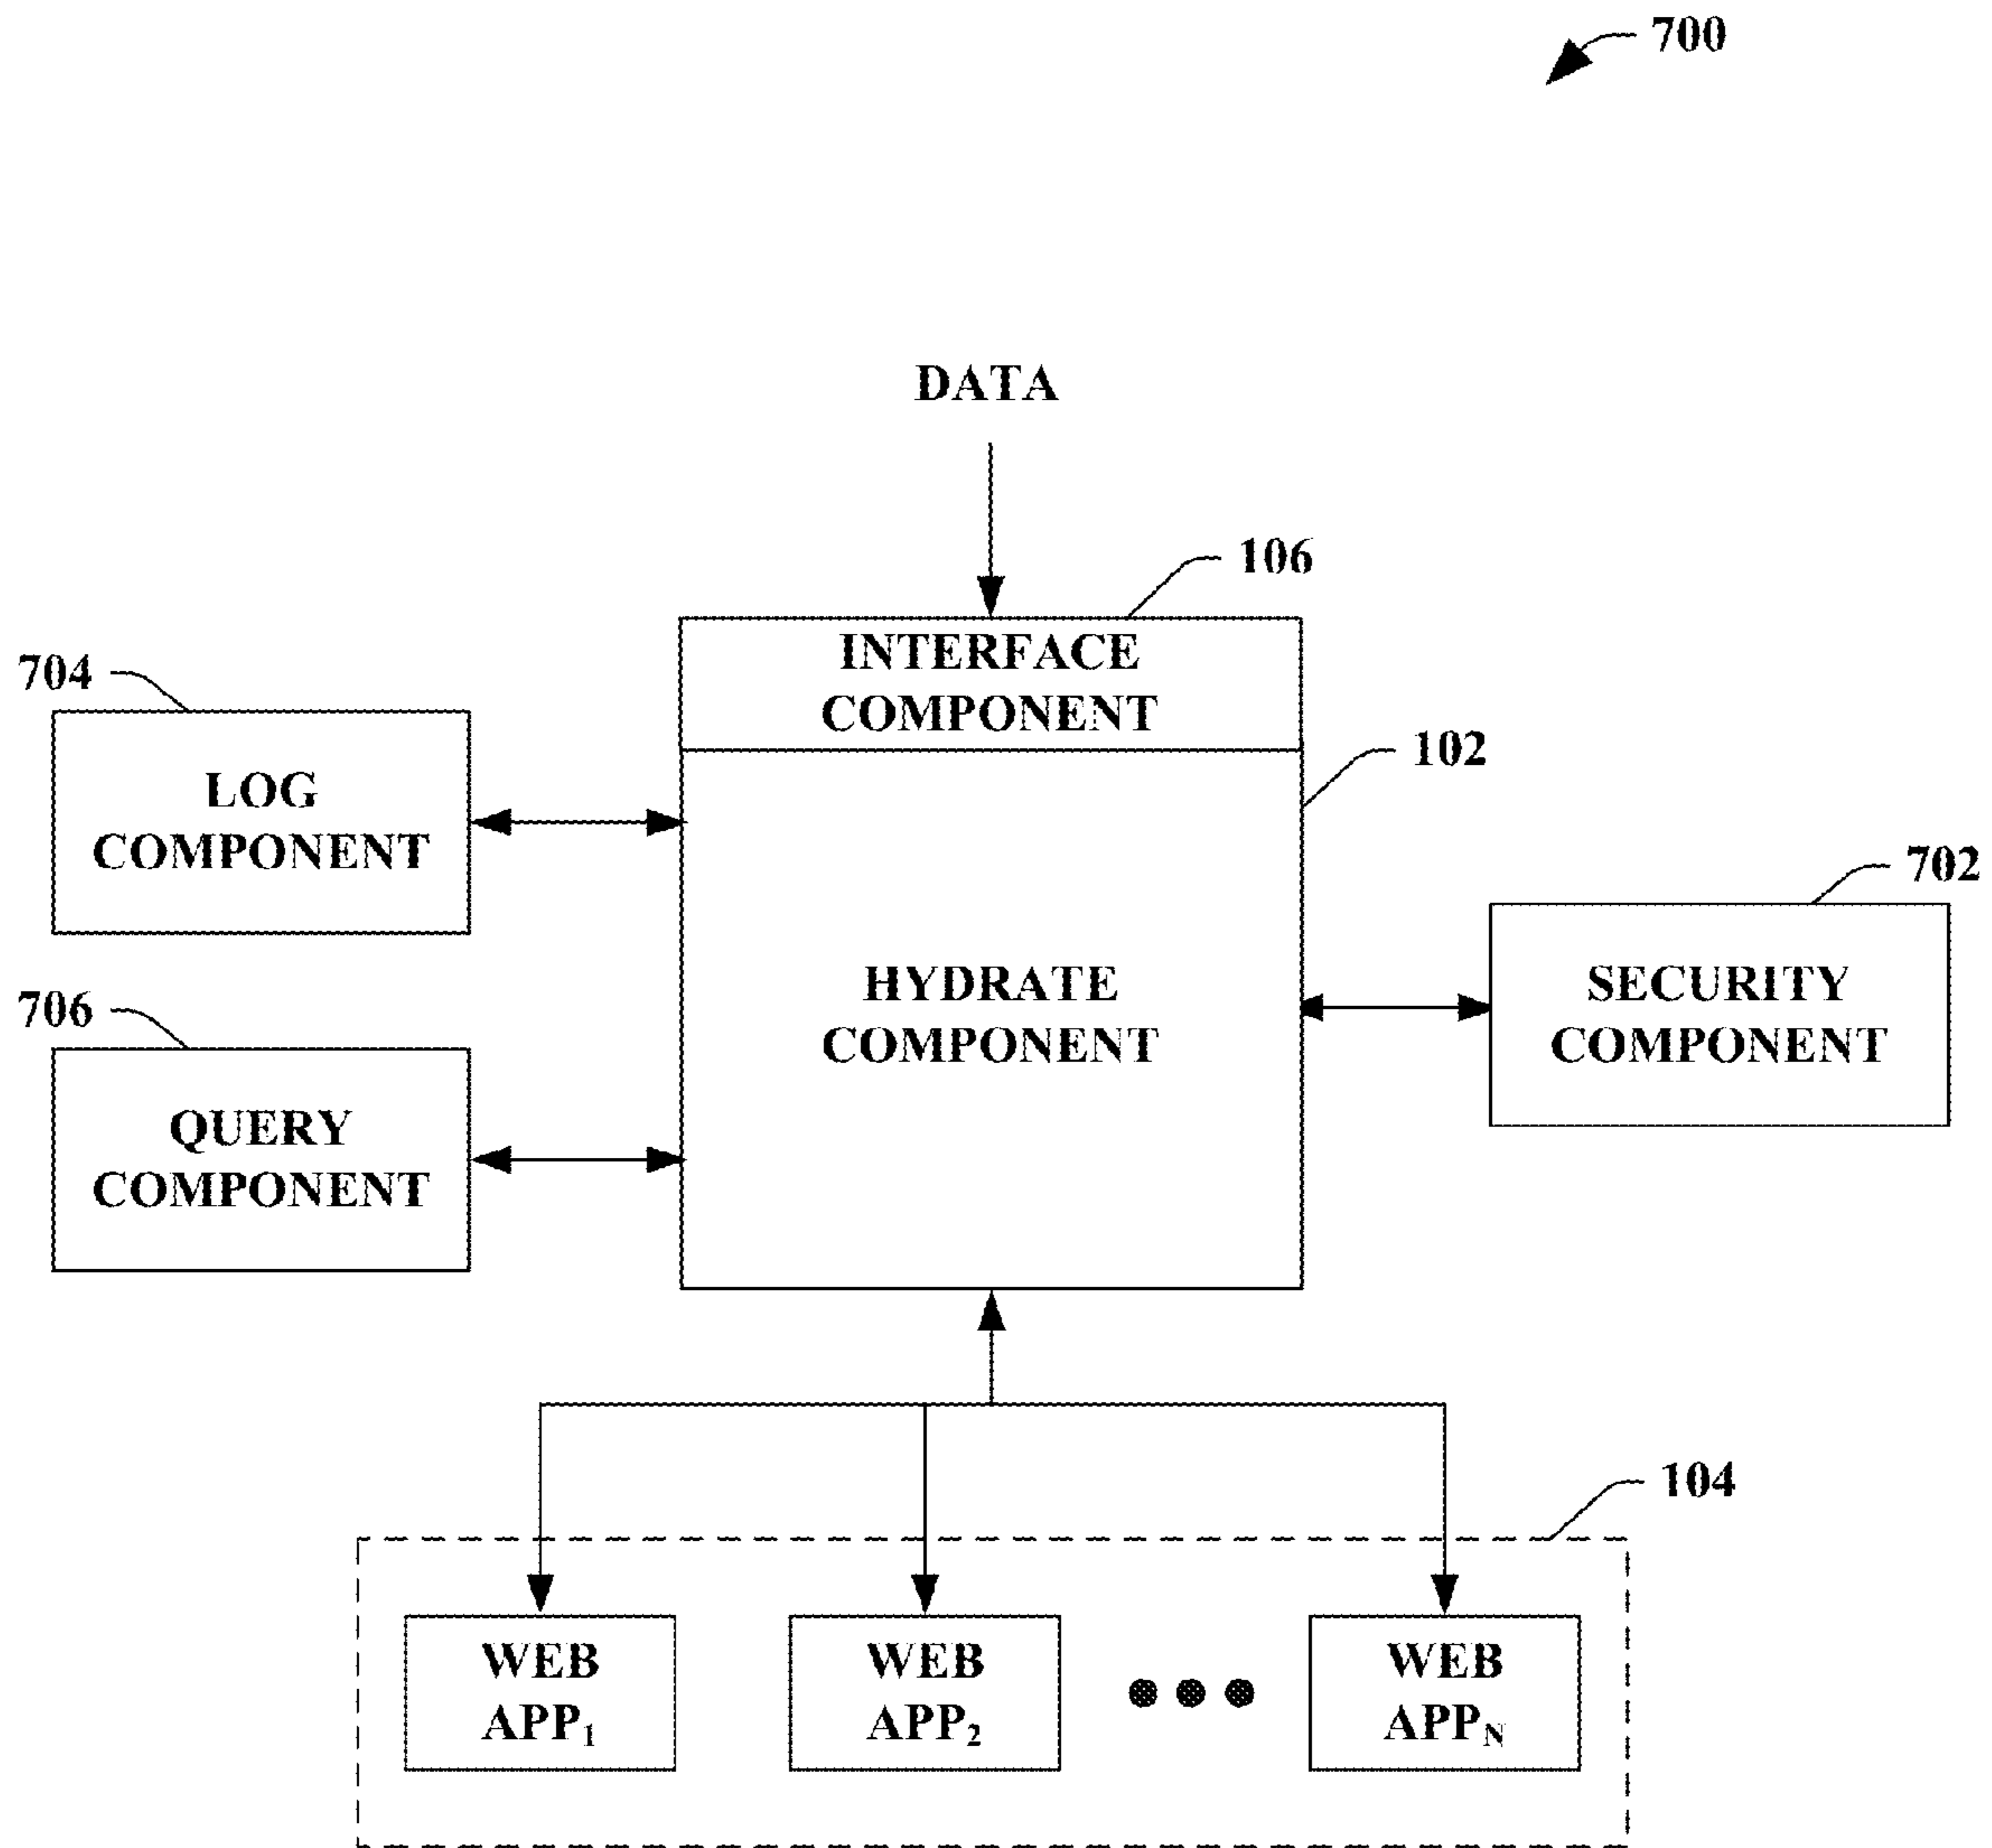 700
DATA
106
INTERFACE
COMPONENT
704
102
LOG
COMPONENT
702
HYDRATE
COMPONENT
SECURITY
COMPONENT
706
QUERY
COMPONENT
104
WEB
APP₁
WEB
APP₂
WEB
APP_N